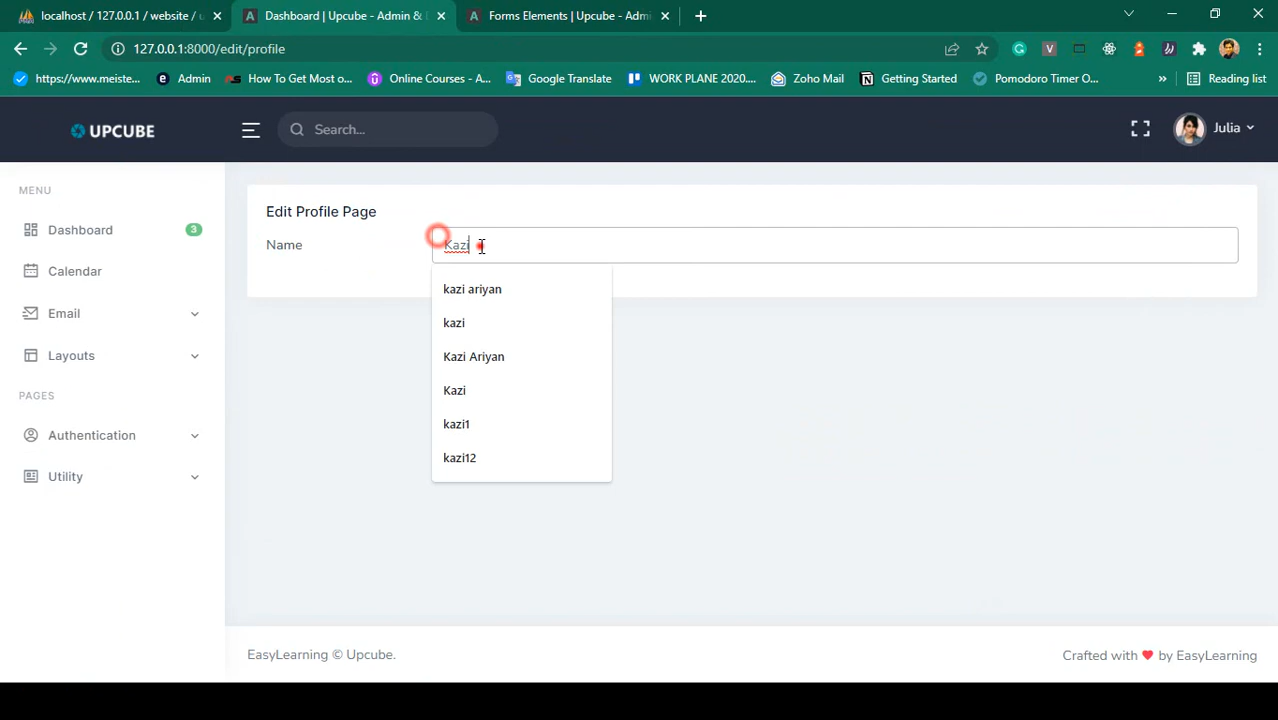 localhost / 127.0.0.1 / website / u
Dashboard | Upcube - Admin &
Forms Elements | Upcube - Admi
127.0.0.1:8000/edit/profile
https://www.meiste...
Admin
How To Get Most o...
Online Courses - A...
Google Translate
WORK PLANE 2020....
Zoho Mail
Getting Started
Pomodoro Timer O...
»
Reading list
UPCUBE
Search...
Julia
MENU
Dashboard
3
Calendar
Email
Layouts
PAGES
Authentication
Utility
Edit Profile Page
Name
Kazi
kazi ariyan
kazi
Kazi Ariyan
Kazi
kazi1
kazi12
EasyLearning © Upcube.
Crafted with ❤ by EasyLearning